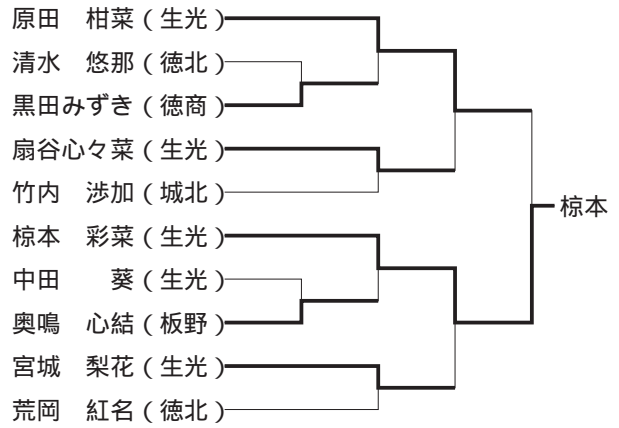 原田　柑菜（生光）
清水　悠那（徳北）
黒田みずき（徳商）
扇谷心々菜（生光）
竹内　渉加（城北）
椋本　彩菜（生光）
椋本
中田　　葵（生光）
奥鳴　心結（板野）
宮城　梨花（生光）
荒岡　紅名（徳北）